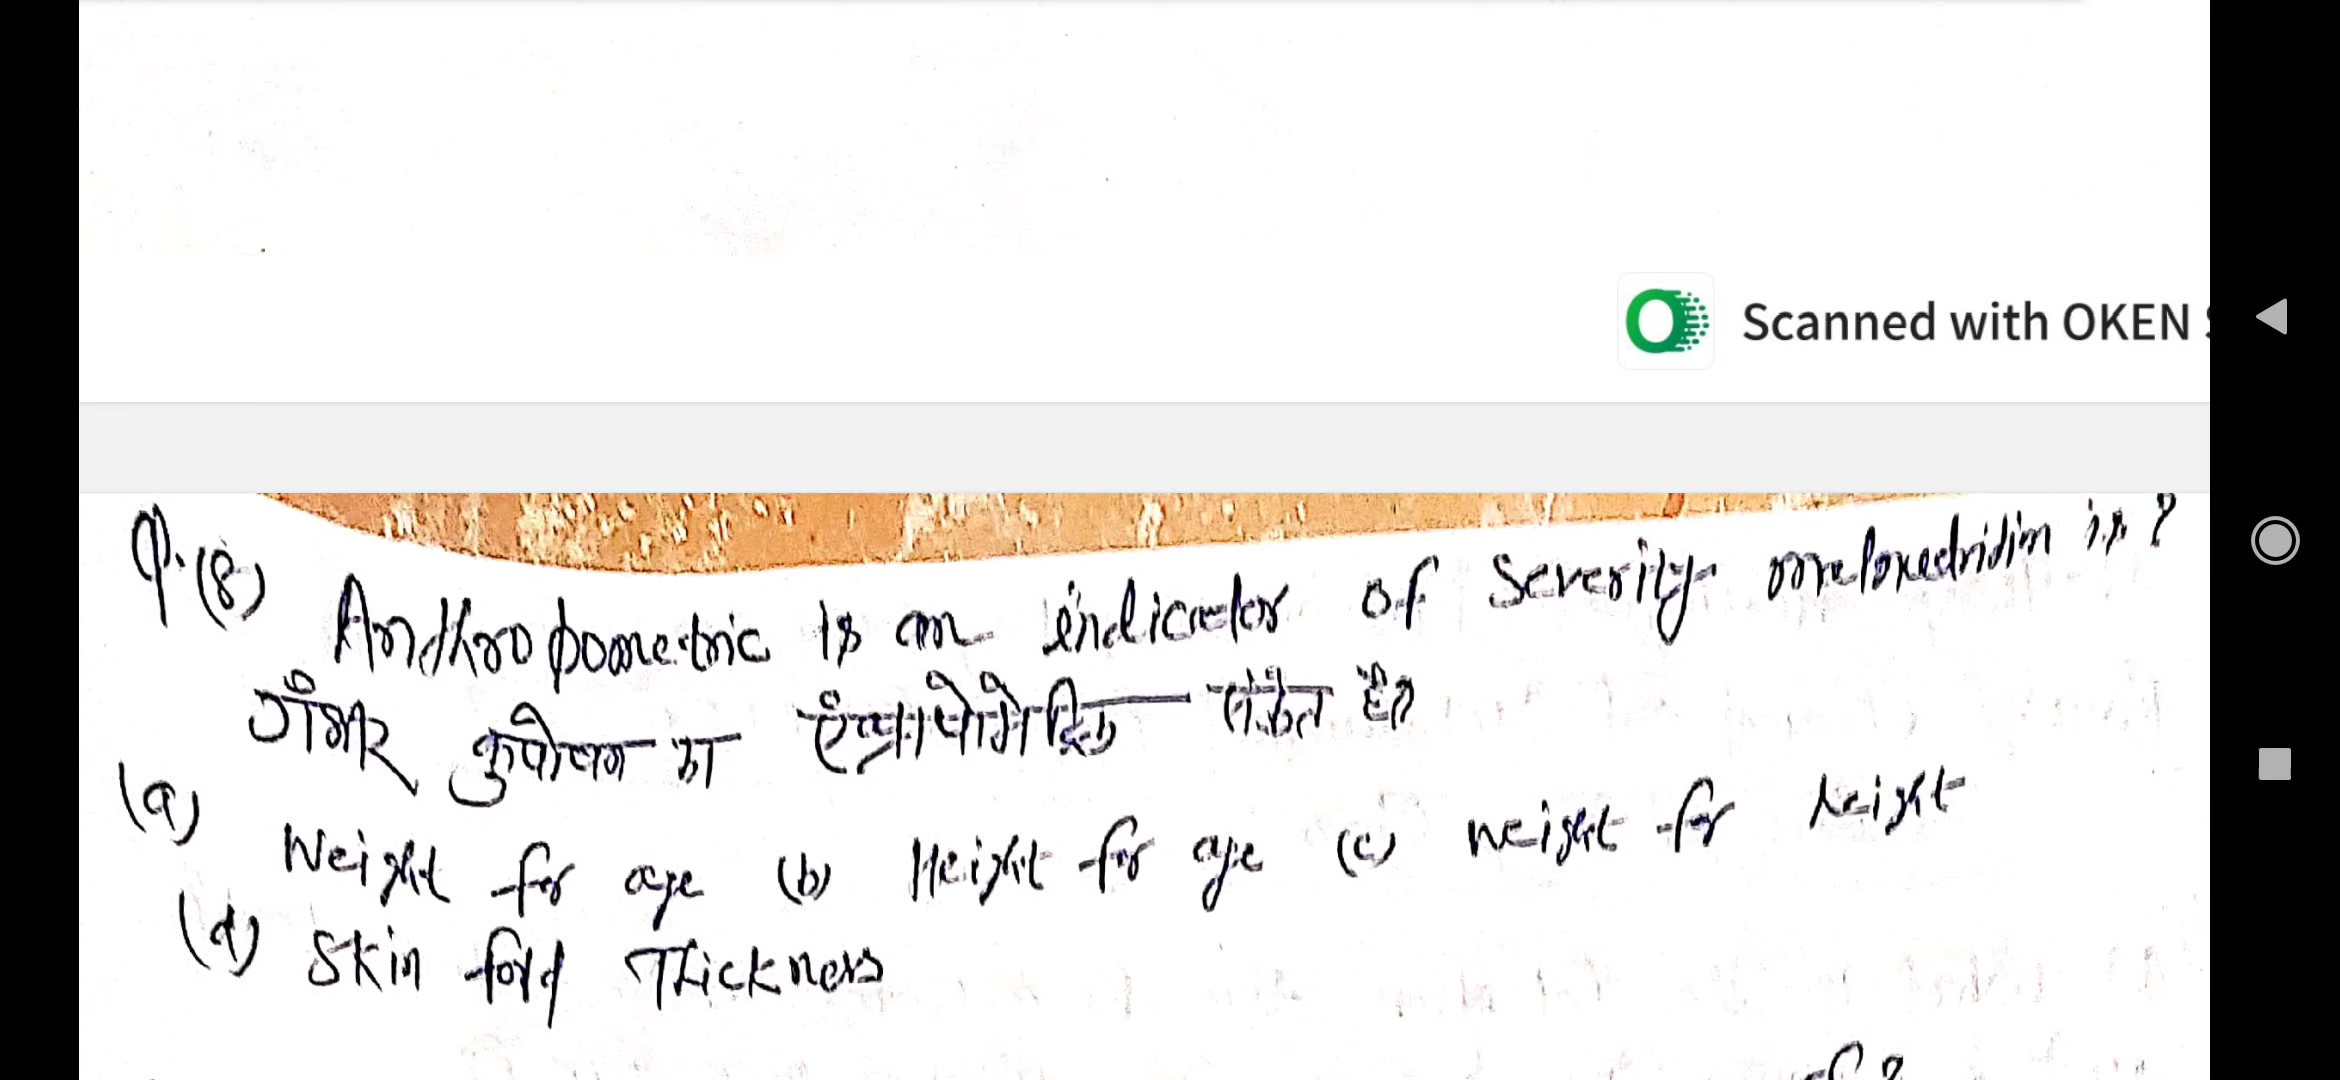 Scanned with OKEN
Q.(8) Anthropometric is an indicator of severity malnutrition is?
गंभीर कुपोषण का एंथ्रोपोमेट्रिक संकेत है?
(a) Weight for age (b) Height for age (c) weight for height
(d) Skin fold Thickness